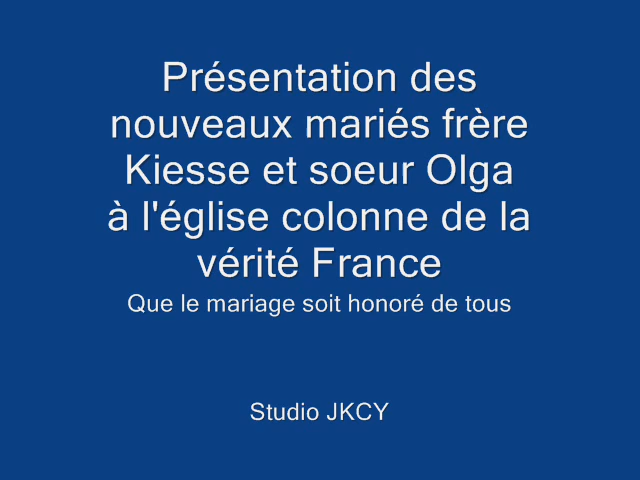 Présentation des
nouveaux mariés frère
Kiesse et soeur Olga
à l'église colonne de la
vérité France
Que le mariage soit honoré de tous
Studio JKCY